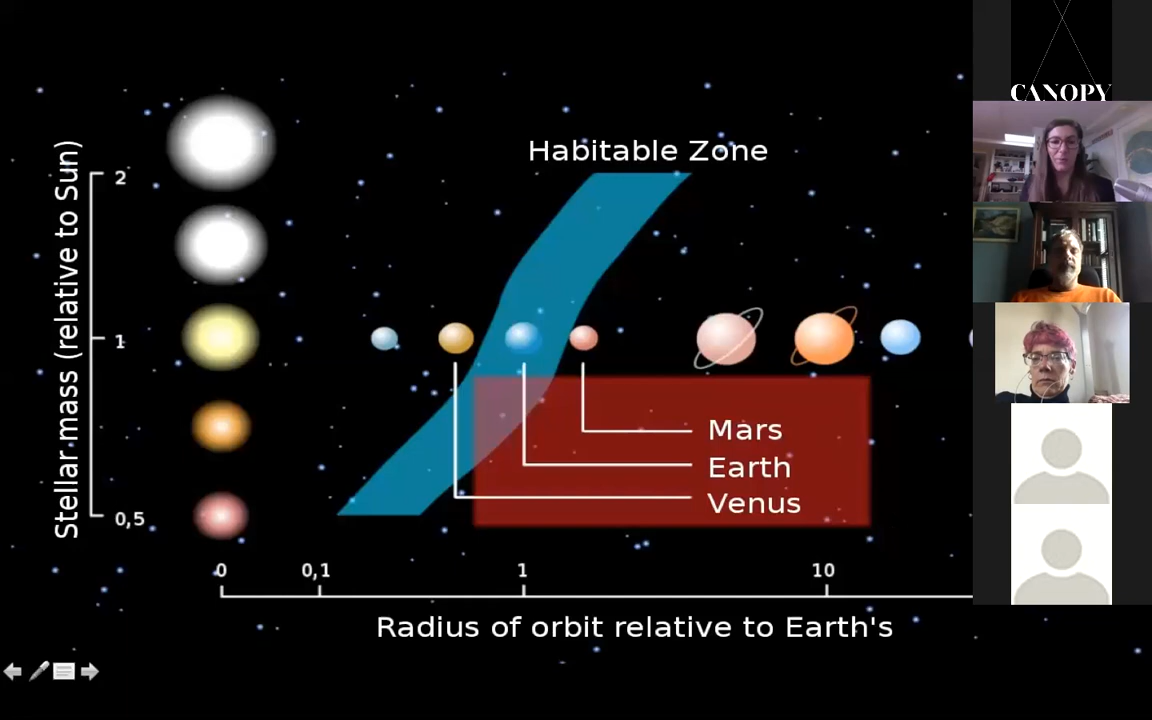 CANOPY
Habitable Zone
Stellar mass (relative to Sun)
2
1
0,5
Mars
Earth
Venus
0 0,1 1 10
Radius of orbit relative to Earth's